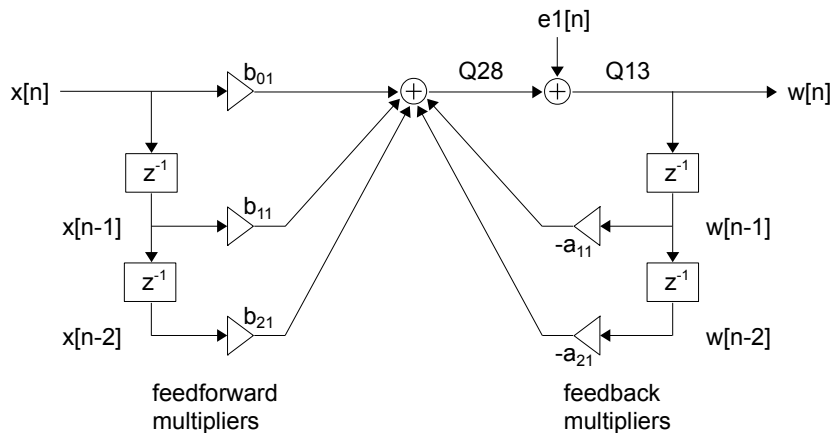 e1[n]
x[n]
b01
Q28
Q13
w[n]
z-1
z-1
x[n-1]
b11
-a11
w[n-1]
z-1
z-1
x[n-2]
b21
-a21
w[n-2]
feedforward
multipliers
feedback
multipliers